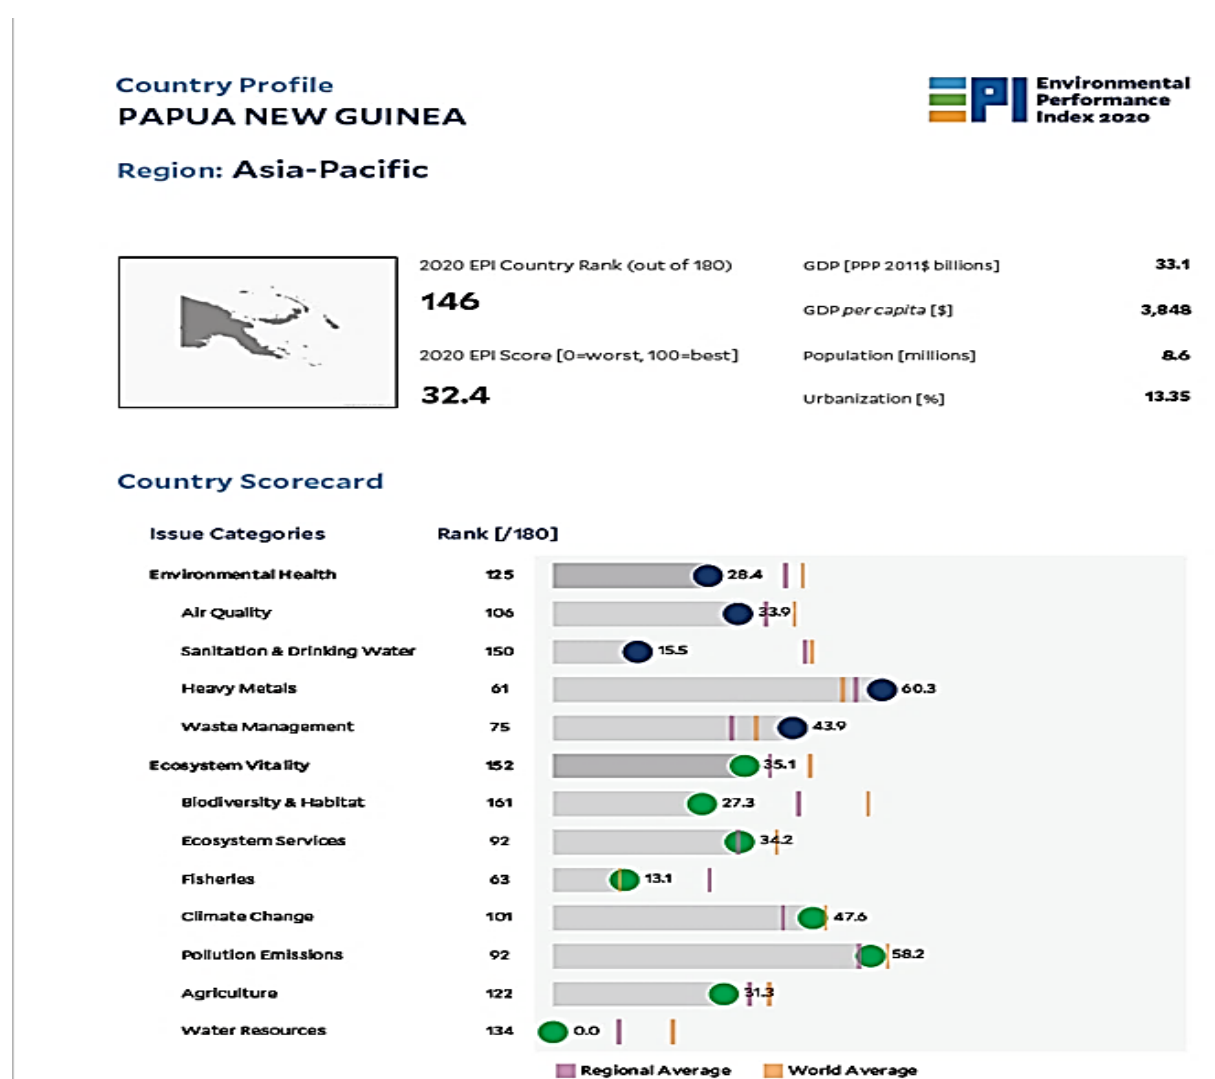 Country Profile
PAPUA NEW GUINEA
Environmental
Performance
Index 2020
EPI
Region: Asia-Pacific
2020 EPI Country Rank (out of 180)
146
2020 EPI Score [0=worst, 100=best]
32.4
GDP [PPP 2011$ billions] 33.1
GDP per capita [$] 3,848
Population [millions] 8.6
Urbanization [%] 13.35
Country Scorecard
Issue Categories Rank [/180]
Environmental Health 125 28.4
Air Quality 106 33.9
Sanitation & Drinking Water 150 15.5
Heavy Metals 61 60.3
Waste Management 75 43.9
Ecosystem Vitality 152 35.1
Biodiversity & Habitat 161 27.3
Ecosystem Services 92 34.2
Fisheries 63 13.1
Climate Change 101 47.6
Pollution Emissions 92 58.2
Agriculture 122 31.3
Water Resources 134 0.0
Regional Average World Average